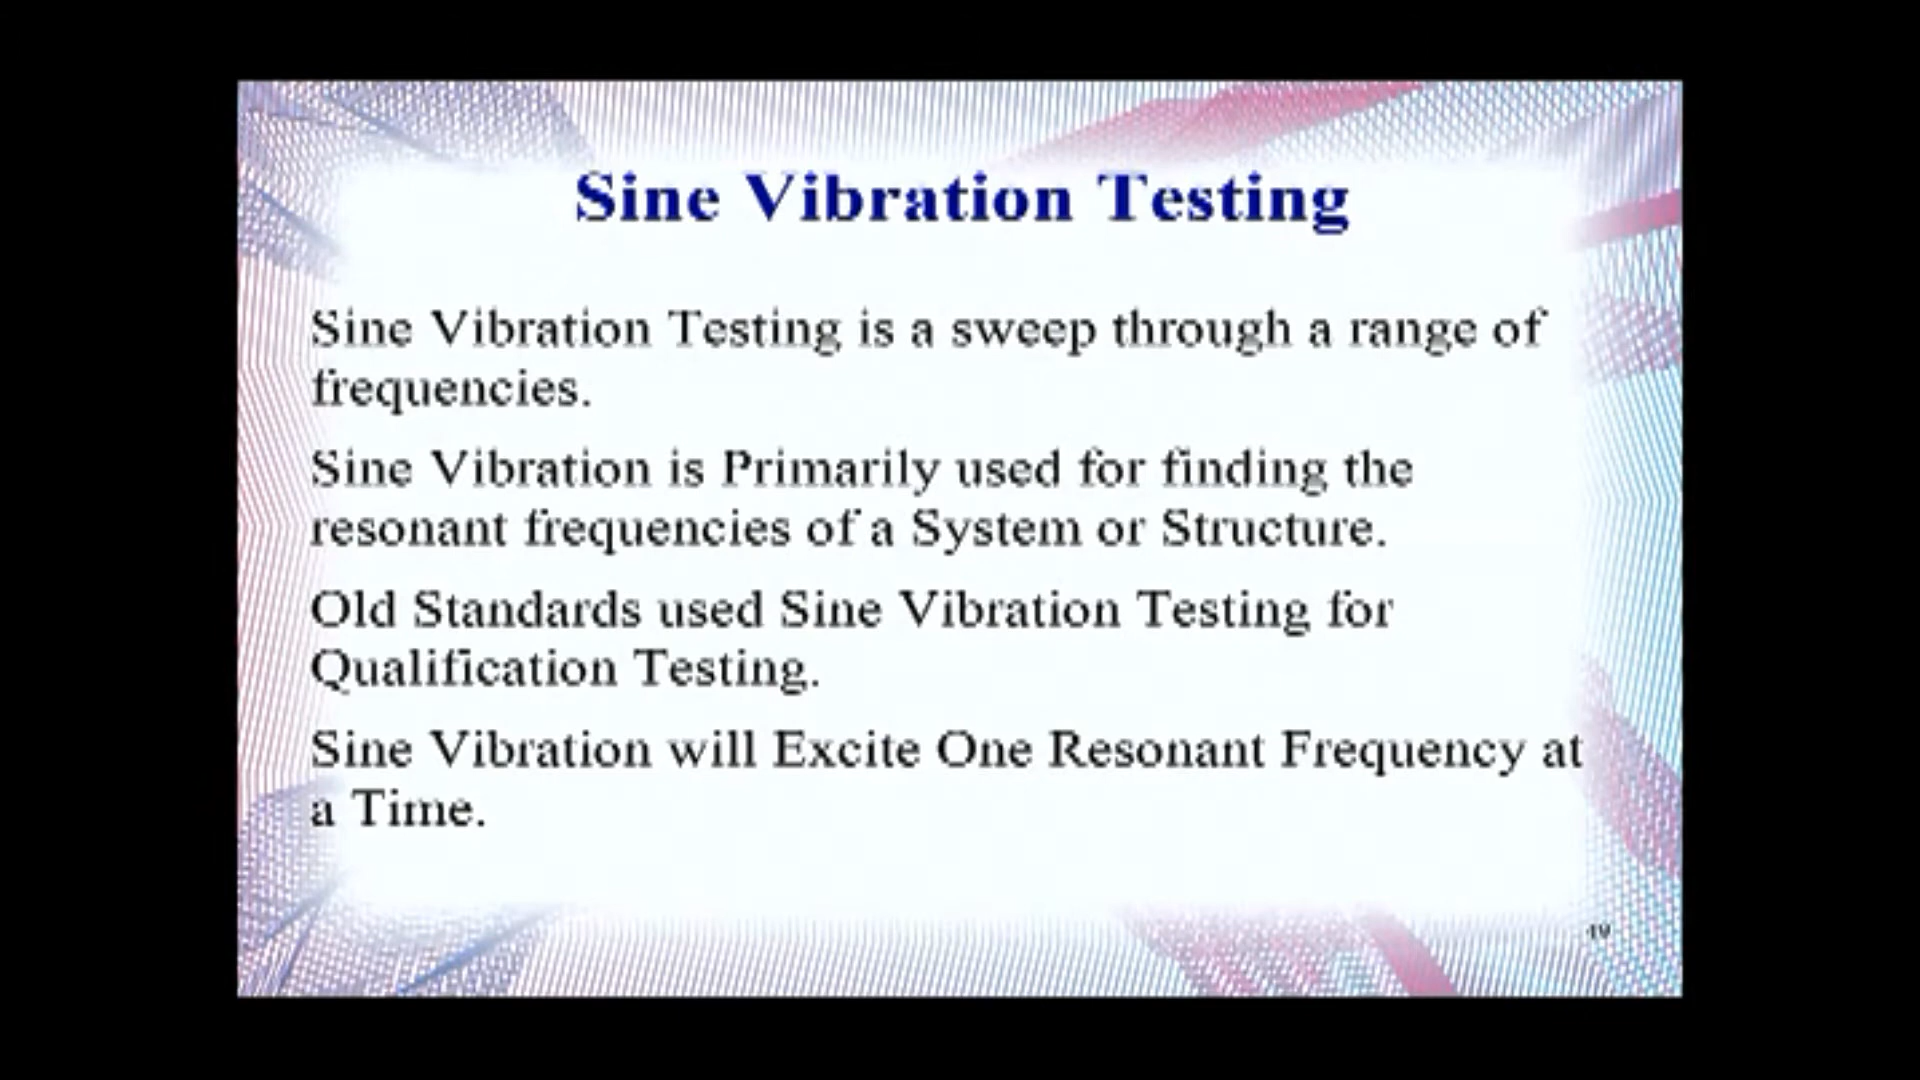 Sine Vibration Testing
Sine Vibration Testing is a sweep through a range of
frequencies.
Sine Vibration is Primarily used for finding the
resonant frequencies of a System or Structure.
Old Standards used Sine Vibration Testing for
Qualification Testing.
Sine Vibration will Excite One Resonant Frequency at
a Time.